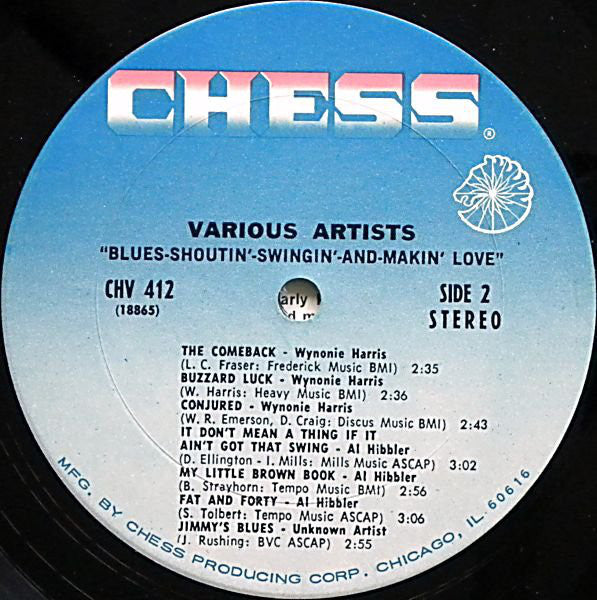 CHESS
®
VARIOUS ARTISTS
"BLUES-SHOUTIN'-SWINGIN'-AND-MAKIN' LOVE"
CHV 412
(18865)
arly
SIDE 2
STEREO
THE COMEBACK - Wynonie Harris
(L. C. Fraser: Frederick Music BMI) 2:35
BUZZARD LUCK - Wynonie Harris
(W. Harris: Heavy Music BMI) 2:36
CONJURED - Wynonie Harris
(W. R. Emerson, D. Craig: Discus Music BMI) 2:43
IT DON'T MEAN A THING IF IT
AIN'T GOT THAT SWING - Al Hibbler
(D. Ellington - I. Mills: Mills Music ASCAP) 3:02
MY LITTLE BROWN BOOK - Al Hibbler
(B. Strayhorn: Tempo Music BMI) 2:56
FAT AND FORTY - Al Hibbler
(S. Tolbert: Tempo Music ASCAP) 3:06
JIMMY'S BLUES - Unknown Artist
(J. Rushing: BVC ASCAP) 2:55
MFG. BY CHESS PRODUCING CORP. CHICAGO, IL 60616